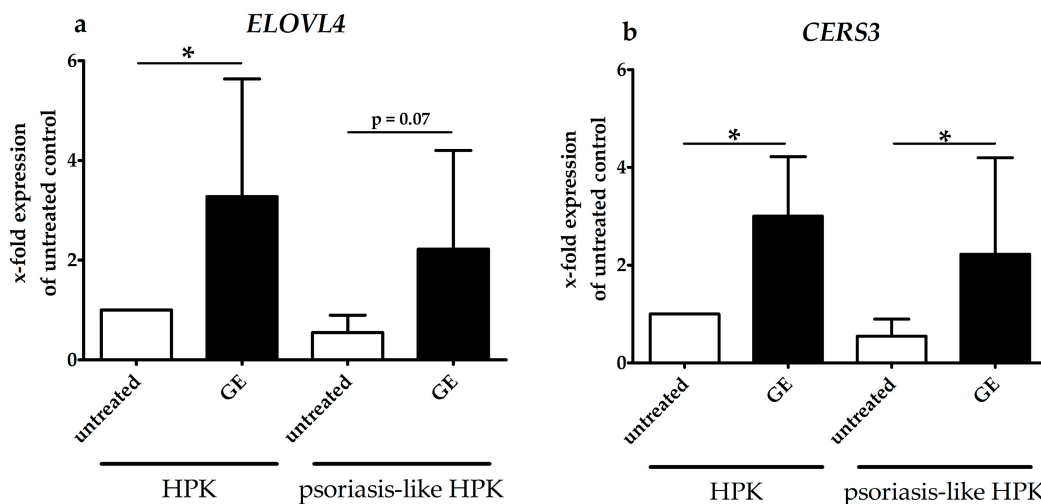 a
ELOVL4
x-fold expression
of untreated control
6
4
2
0
*
p = 0.07
untreated
GE
untreated
GE
HPK
psoriasis-like HPK
b
CERS3
x-fold expression
of untreated control
6
4
2
0
*
*
untreated
GE
untreated
GE
HPK
psoriasis-like HPK